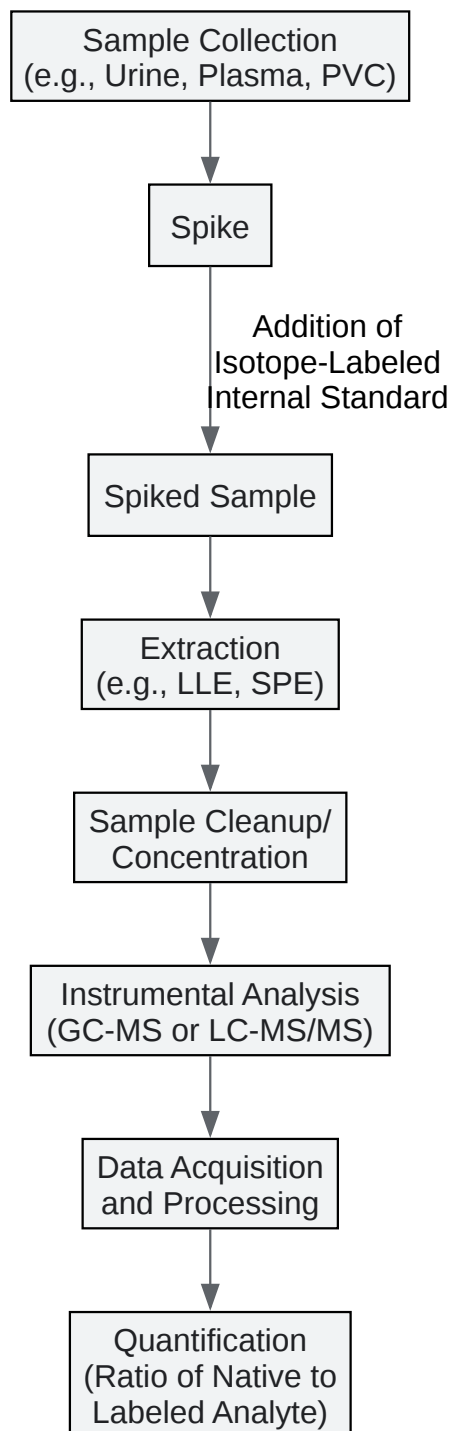 Sample Collection
(e.g., Urine, Plasma, PVC)
Spike
Addition of
Isotope-Labeled
Internal Standard
Spiked Sample
Extraction
(e.g., LLE, SPE)
Sample Cleanup/
Concentration
Instrumental Analysis
(GC-MS or LC-MS/MS)
Data Acquisition
and Processing
Quantification
(Ratio of Native to
Labeled Analyte)